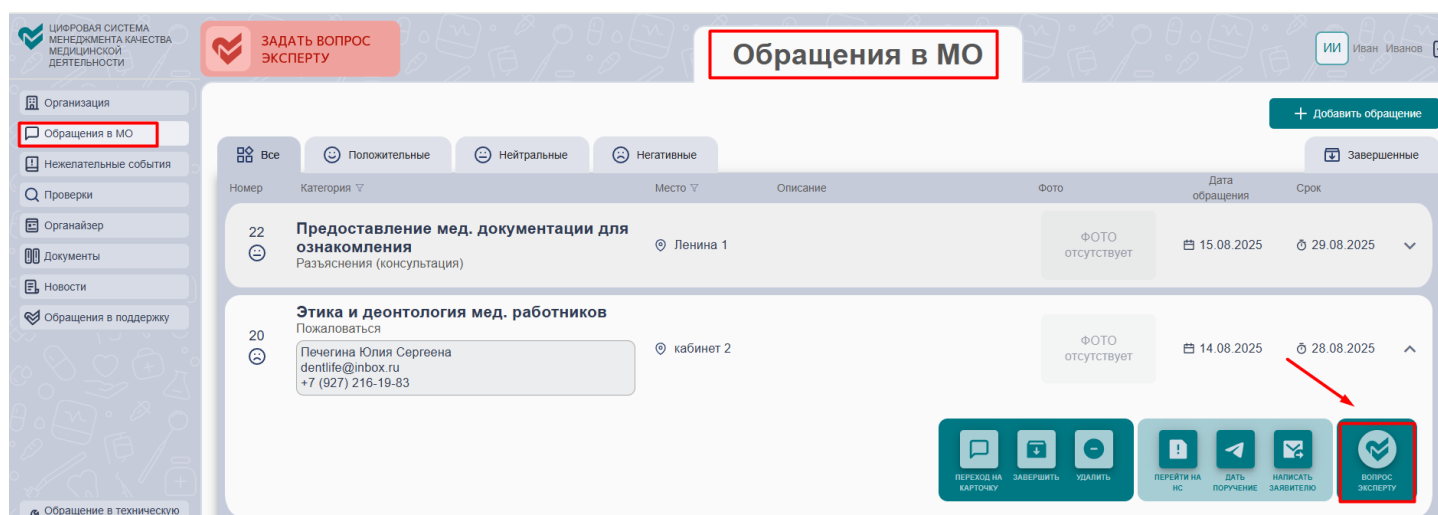 ЦИФРОВАЯ СИСТЕМА
МЕНЕДЖМЕНТА КАЧЕСТВА
МЕДИЦИНСКОЙ
ДЕЯТЕЛЬНОСТИ
ЗАДАТЬ ВОПРОС
ЭКСПЕРТУ
Обращения в МО
ИИ Иван Иванов
Организация
Обращения в МО
Нежелательные события
Проверки
Органайзер
Документы
Новости
Обращения в поддержку
Обращение в техническую
+ Добавить обращение
Все
Положительные
Нейтральные
Негативные
Завершенные
Номер
Категория
Место
Описание
Фото
Дата
обращения
Срок
22
Предоставление мед. документации для
ознакомления
Разъяснения (консультация)
Ленина 1
ФОТО
отсутствует
15.08.2025
29.08.2025
20
Этика и деонтология мед. работников
Пожаловаться
Печегина Юлия Сергеена
dentlife@inbox.ru
+7 (927) 216-19-83
кабинет 2
ФОТО
отсутствует
14.08.2025
28.08.2025
ПЕРЕХОД НА
КАРТОЧКУ
ЗАВЕРШИТЬ
УДАЛИТЬ
ПЕРЕЙТИ НА
НС
ДАТЬ
ПОРУЧЕНИЕ
НАПИСАТЬ
ЗАЯВИТЕЛЮ
ВОПРОС
ЭКСПЕРТУ